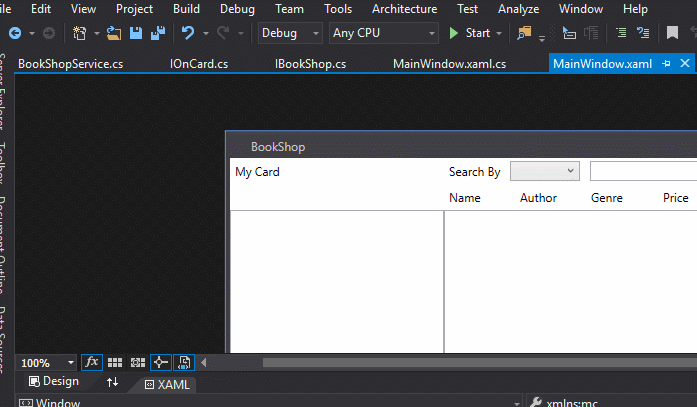 ile Edit View Project Build Debug Team Tools Architecture Test Analyze Window Help
Debug Any CPU Start
BookShopService.cs IOnCard.cs IBookShop.cs MainWindow.xaml.cs MainWindow.xaml
Server Explorer
Toolbox
Document Outline
Data Sources
BookShop
My Card Search By
Name Author Genre Price
100% fx
Design XAML
Window xmlns:mc